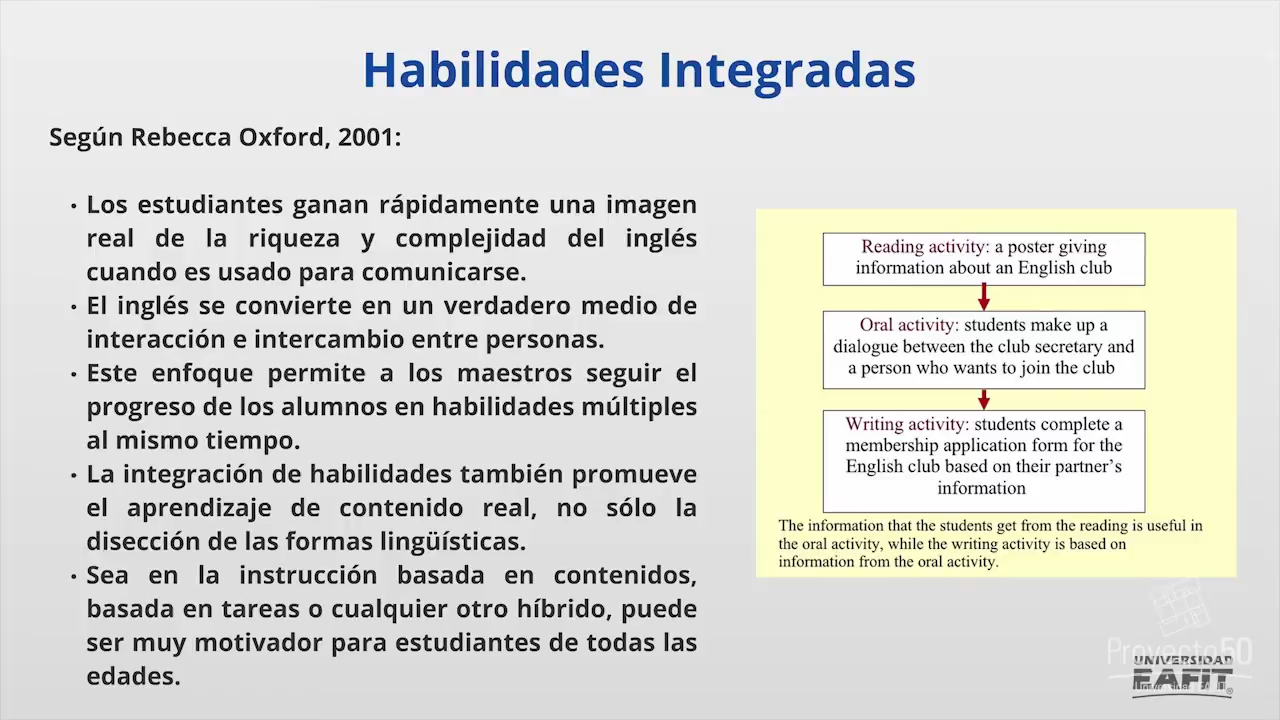 Habilidades Integradas
Según Rebecca Oxford, 2001:
• Los estudiantes ganan rápidamente una imagen
real de la riqueza y complejidad del inglés
cuando es usado para comunicarse.
• El inglés se convierte en un verdadero medio de
interacción e intercambio entre personas.
• Este enfoque permite a los maestros seguir el
progreso de los alumnos en habilidades múltiples
al mismo tiempo.
• La integración de habilidades también promueve
el aprendizaje de contenido real, no sólo la
disección de las formas lingüísticas.
• Sea en la instrucción basada en contenidos,
basada en tareas o cualquier otro híbrido, puede
ser muy motivador para estudiantes de todas las
edades.
Reading activity: a poster giving
information about an English club
Oral activity: students make up a
dialogue between the club secretary and
a person who wants to join the club
Writing activity: students complete a
membership application form for the
English club based on their partner's
information
The information that the students get from the reading is useful in
the oral activity, while the writing activity is based on
information from the oral activity.
Proyecto50
UNIVERSIDAD
EAFIT®